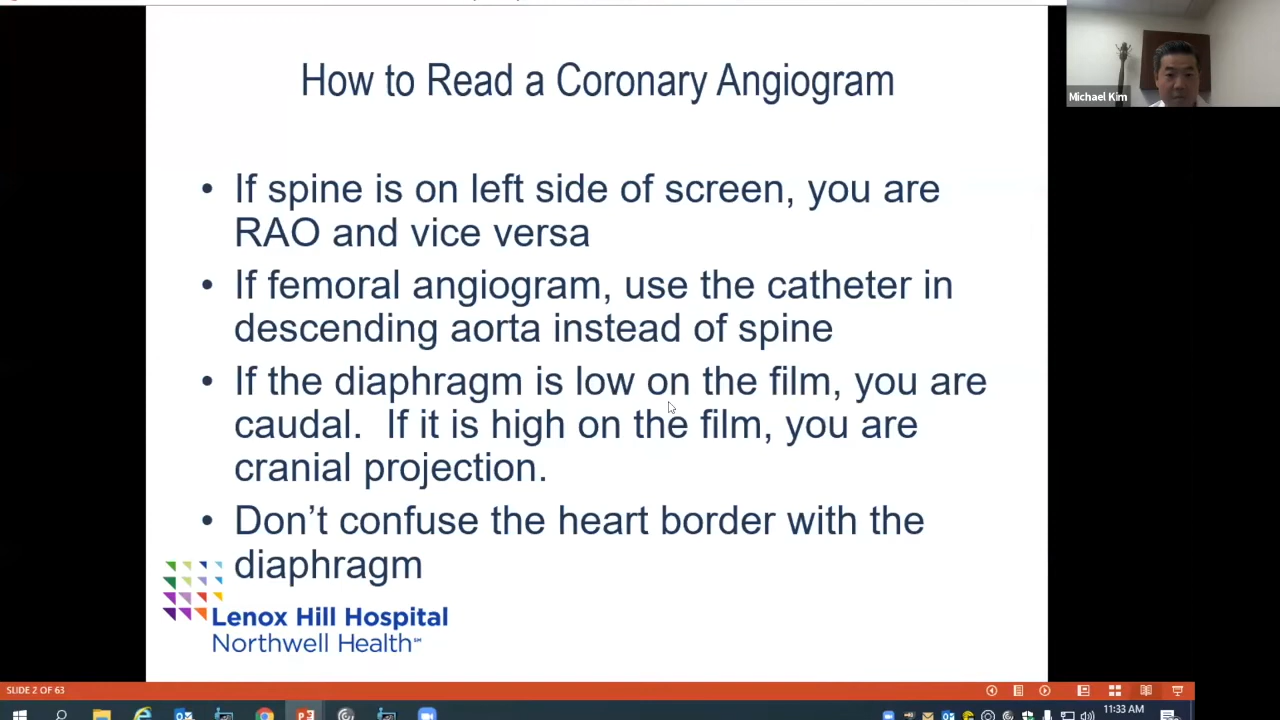 How to Read a Coronary Angiogram
Michael Kim
• If spine is on left side of screen, you are
RAO and vice versa
• If femoral angiogram, use the catheter in
descending aorta instead of spine
• If the diaphragm is low on the film, you are
caudal.  If it is high on the film, you are
cranial projection.
• Don’t confuse the heart border with the
diaphragm
Lenox Hill Hospital
Northwell Health℠
SLIDE 2 OF 63
11:33 AM